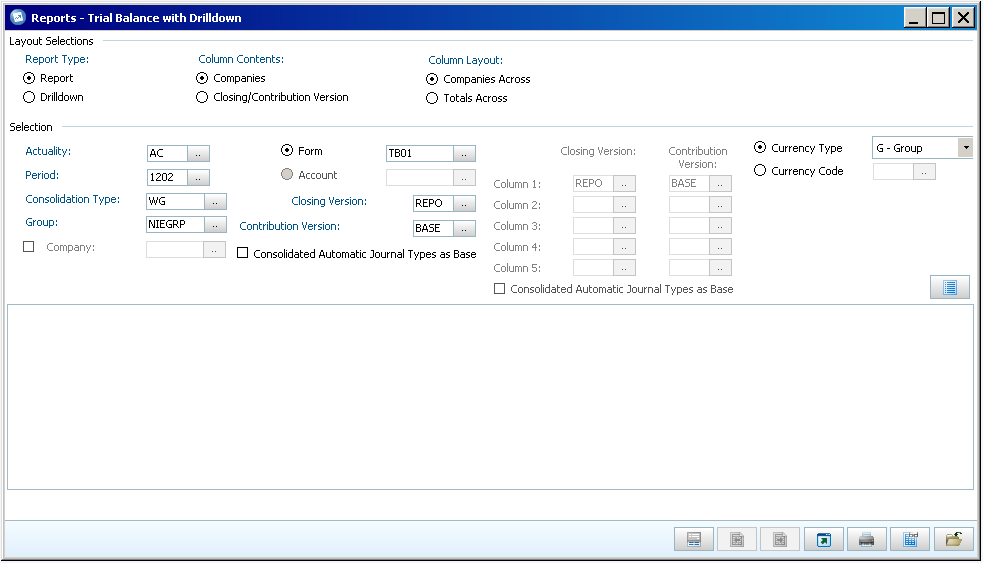 Reports - Trial Balance with Drilldown
Layout Selections
Report Type: Column Contents: Column Layout:
Report Companies Companies Across
Drilldown Closing/Contribution Version Totals Across
Selection
Actuality: AC .. Form TB01 .. Closing Version: Contribution Version: Currency Type G - Group
Period: 1202 .. Account .. Currency Code ..
Column 1: REPO .. BASE ..
Consolidation Type: WG .. Closing Version: REPO .. Column 2: .. ..
Group: NIEGRP .. Contribution Version: BASE .. Column 3: .. ..
Company: .. Consolidated Automatic Journal Types as Base Column 4: .. ..
Column 5: .. ..
Consolidated Automatic Journal Types as Base